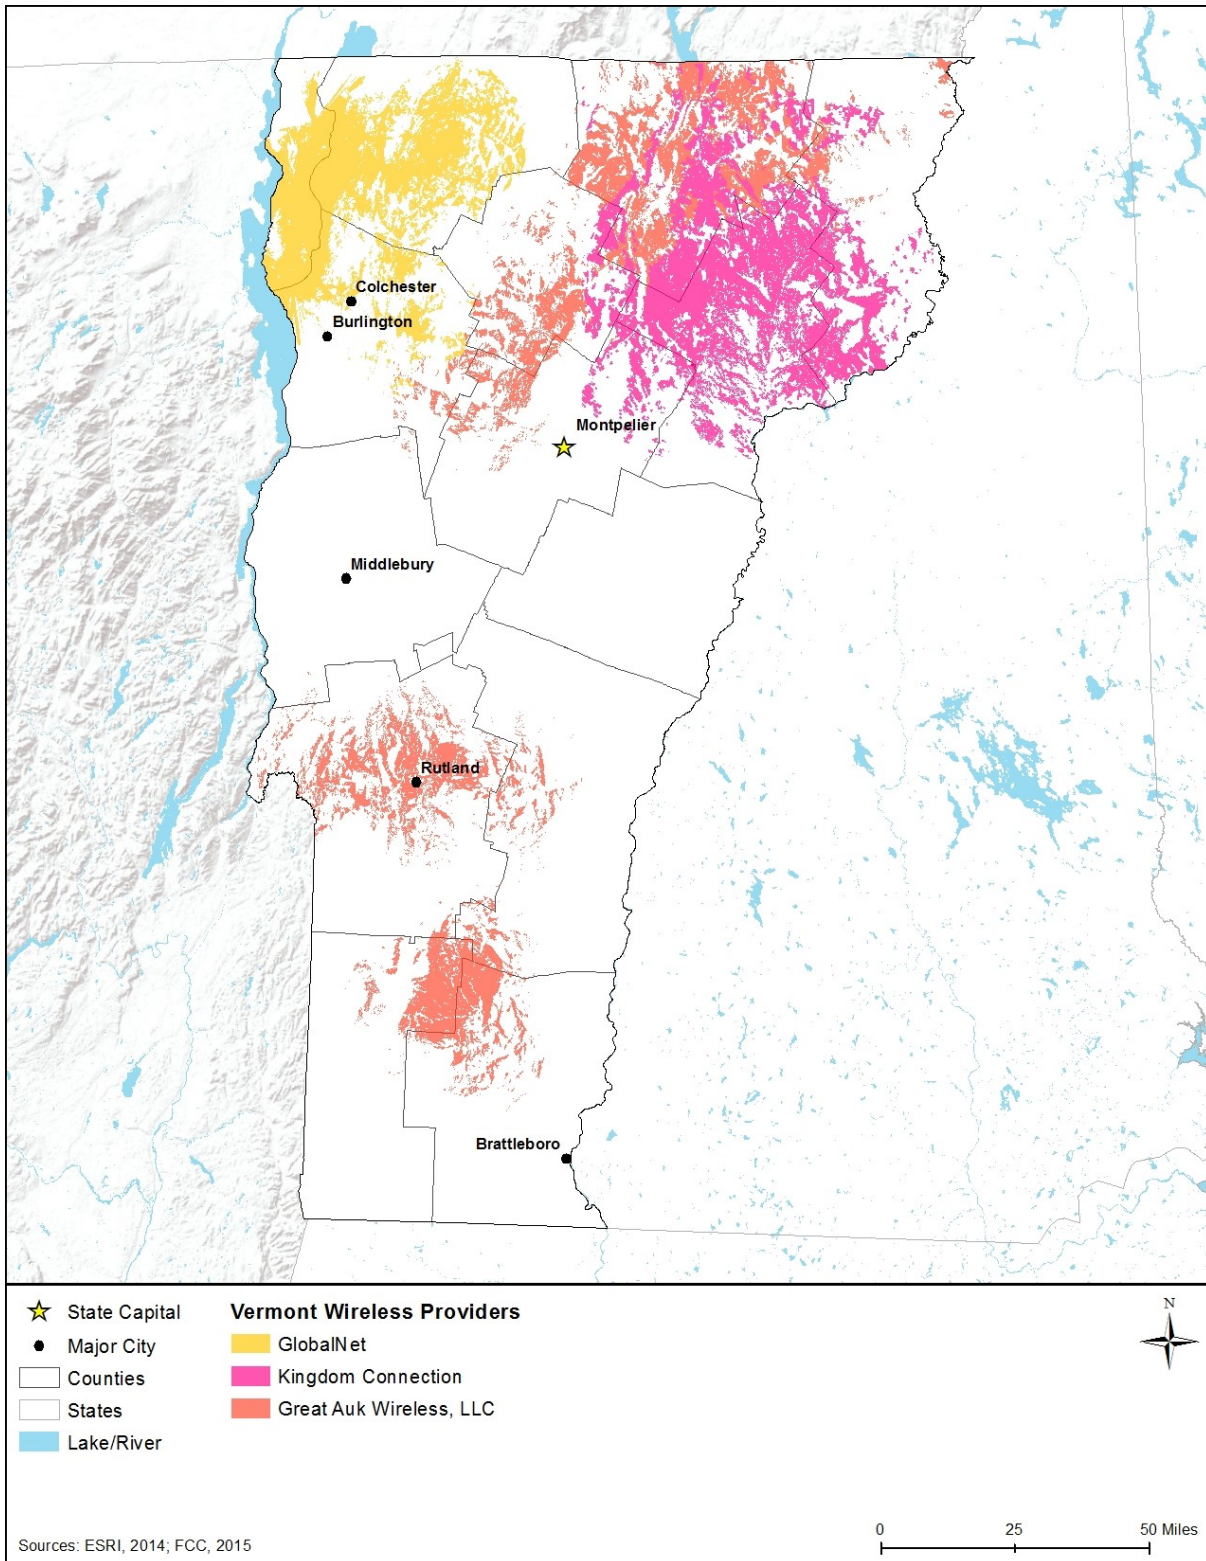 Colchester
Burlington
Montpelier
Middlebury
Rutland
Brattleboro
State Capital
Major City
Counties
States
Lake/River
Vermont Wireless Providers
GlobalNet
Kingdom Connection
Great Auk Wireless, LLC
N
0 25 50 Miles
Sources: ESRI, 2014; FCC, 2015